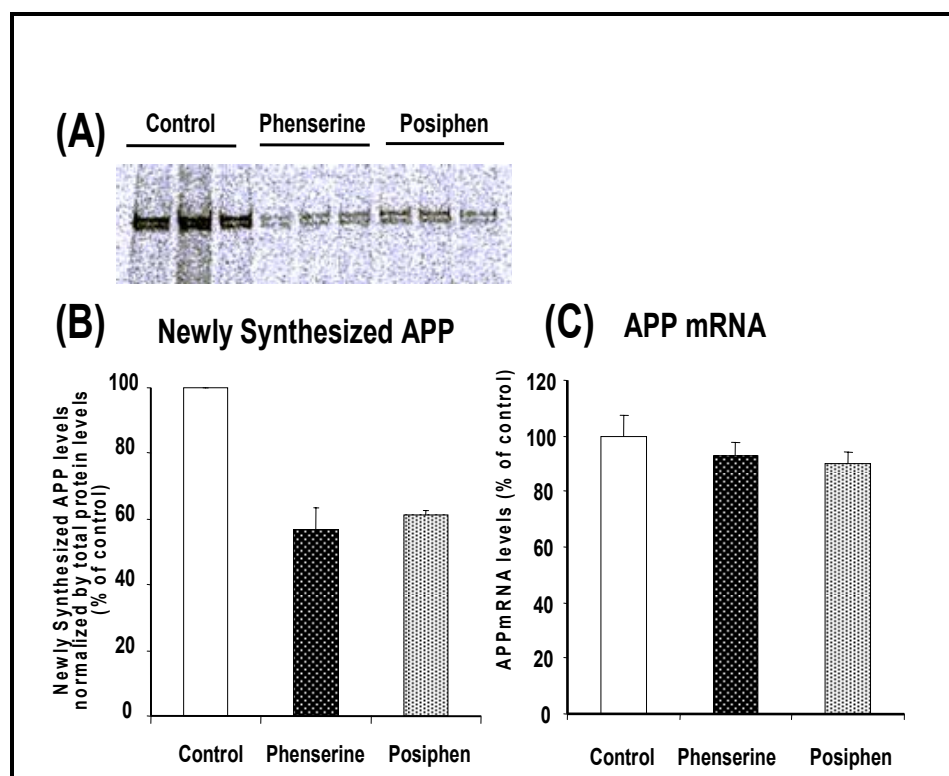 (A)
Control Phenserine Posiphen
(B) Newly Synthesized APP
Newly Synthesized APP levels
normalized by total protein levels
(% of control)
100
80
60
40
20
0
Control Phenserine Posiphen
(C) APP mRNA
APPmRNA levels (% of control)
120
100
80
60
40
20
0
Control Phenserine Posiphen